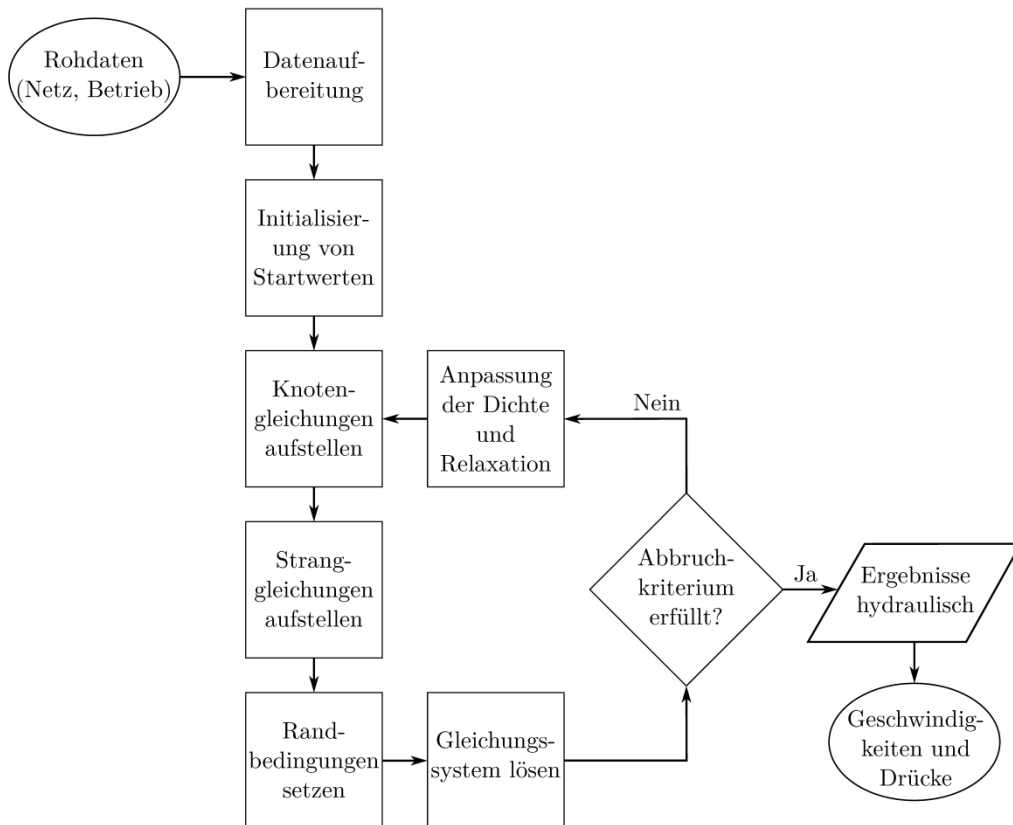 Rohdaten
(Netz, Betrieb)
Datenauf-
bereitung
Initialisier-
ung von
Startwerten
Knoten-
gleichungen
aufstellen
Anpassung
der Dichte
und
Relaxation
Nein
Strang-
gleichungen
aufstellen
Abbruch-
kriterium
erfüllt?
Ja
Ergebnisse
hydraulisch
Rand-
bedingungen
setzen
Gleichungs-
system lösen
Geschwindig-
keiten und
Drücke